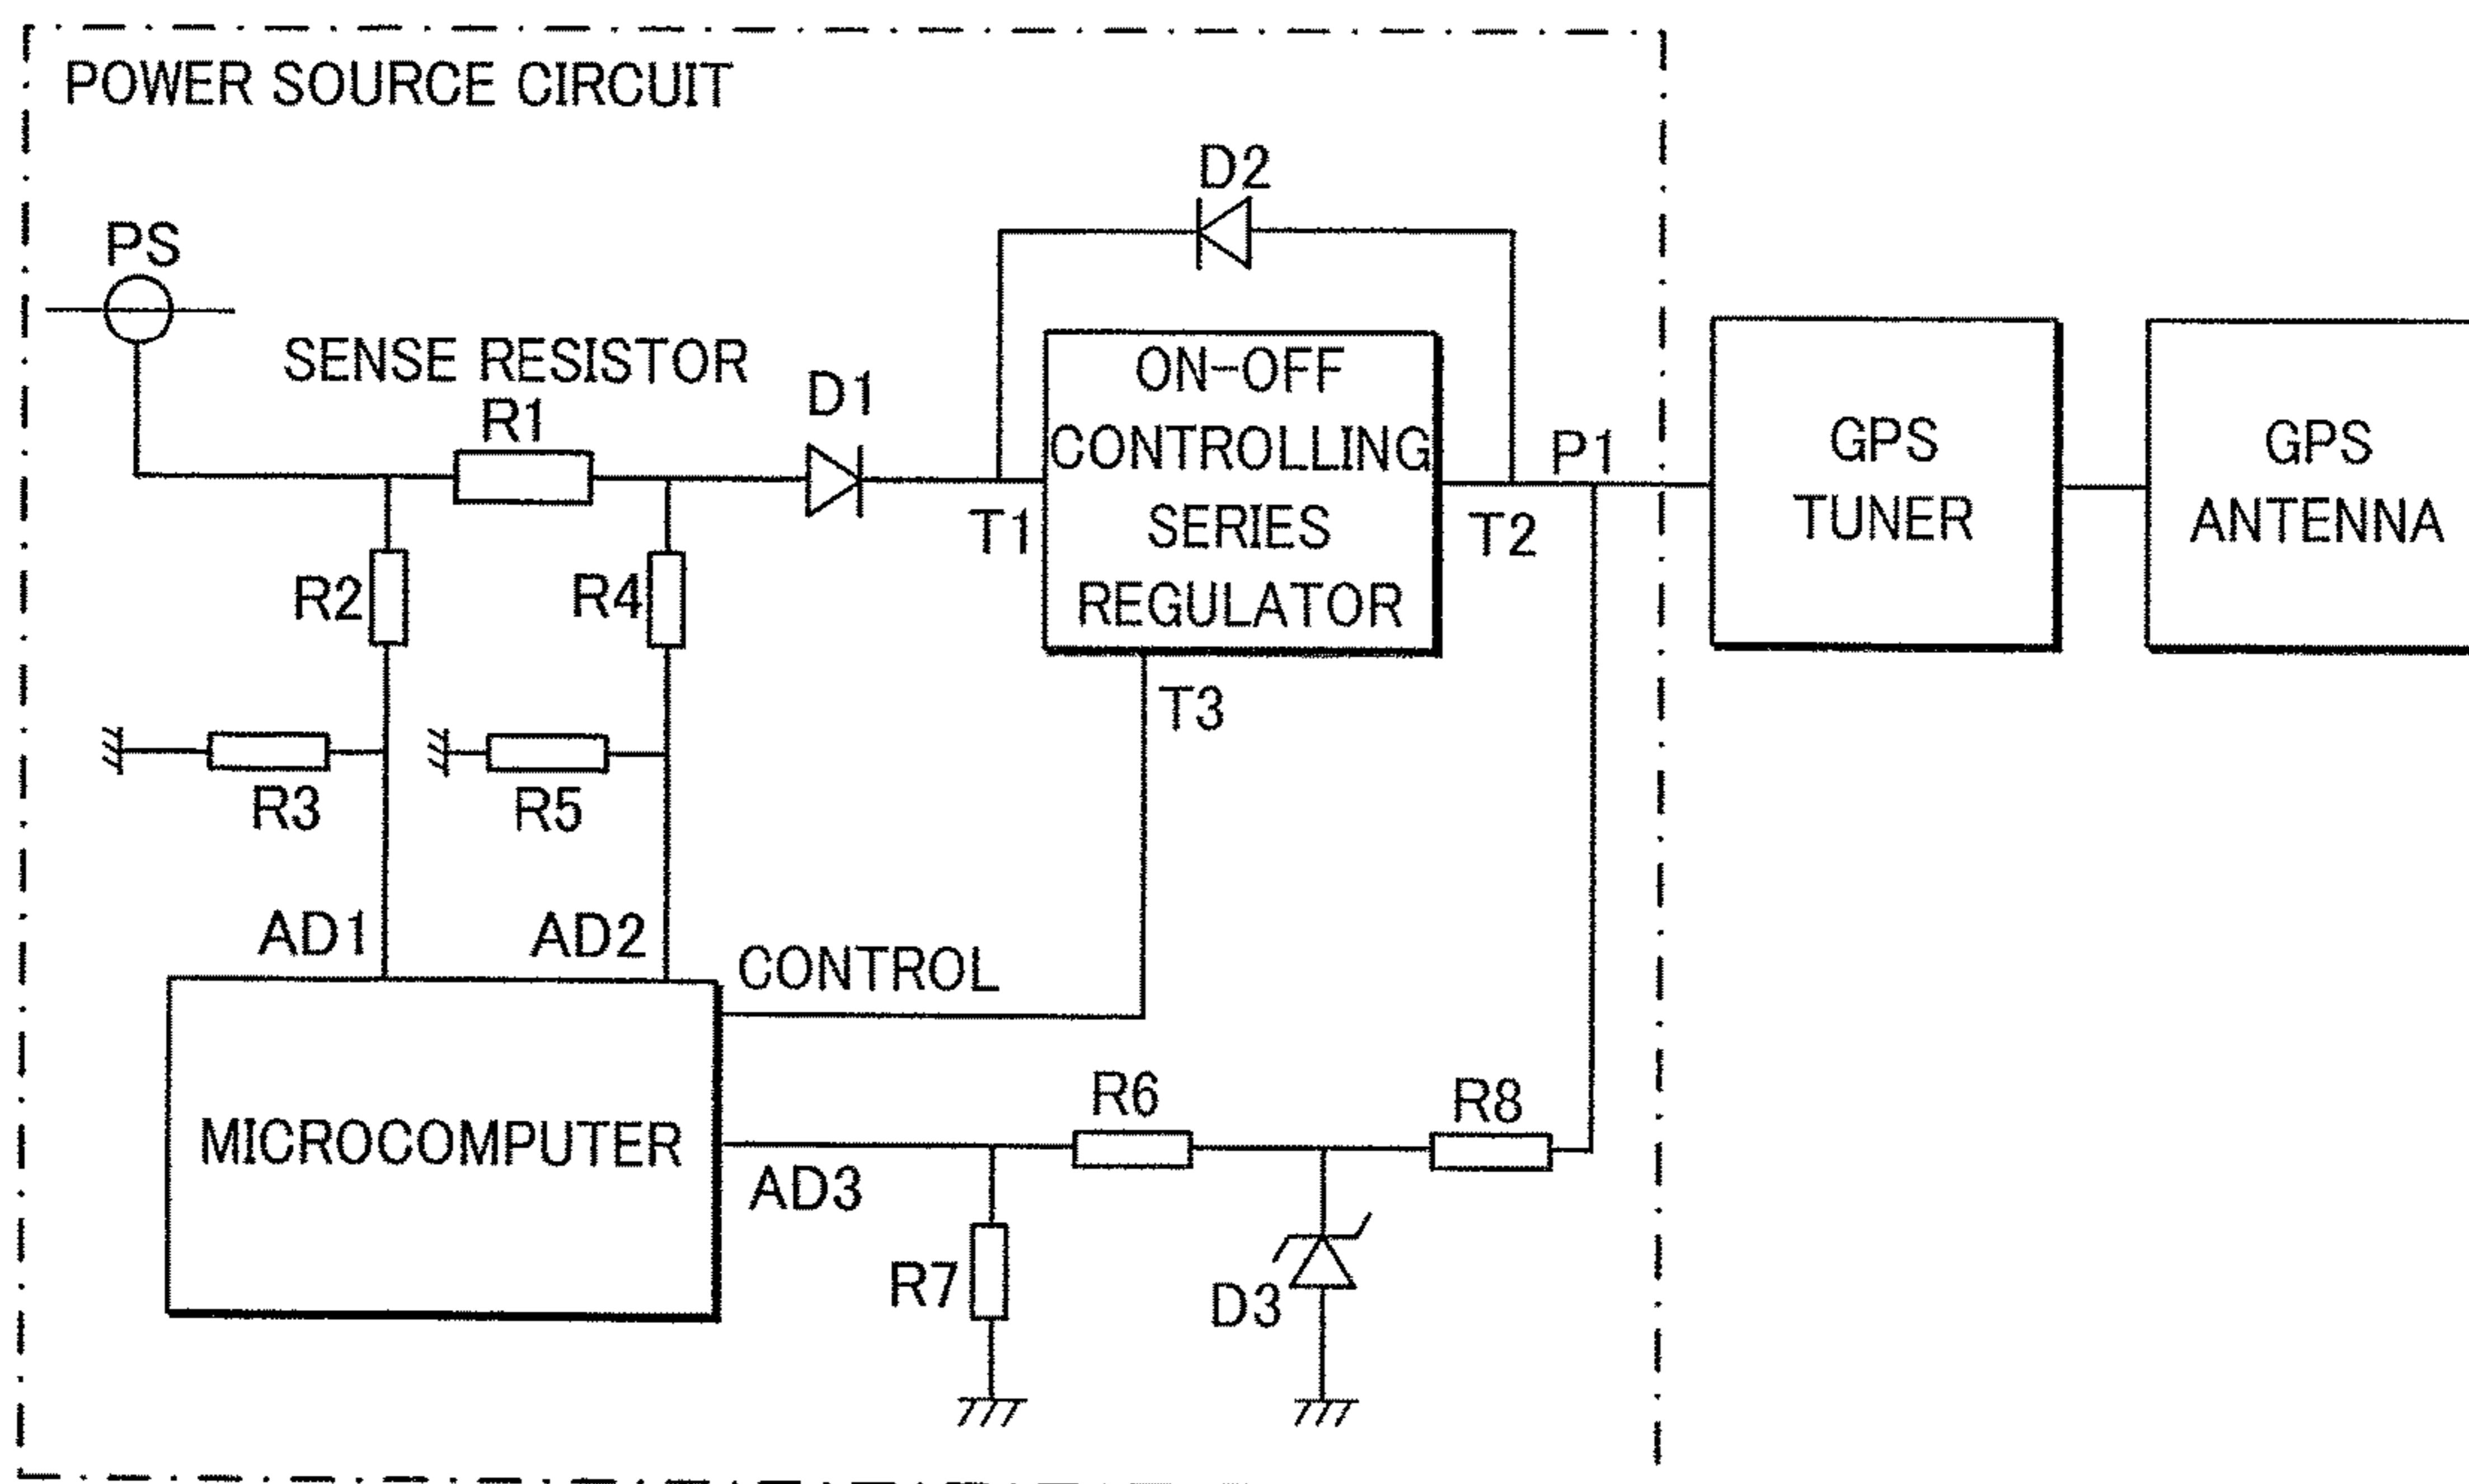 POWER SOURCE CIRCUIT
D2
PS
SENSE RESISTOR
R1
D1
ON-OFF
CONTROLLING
SERIES
REGULATOR
P1
T1
T2
T3
GPS
TUNER
GPS
ANTENNA
R2
R4
R3
R5
AD1
AD2
CONTROL
MICROCOMPUTER
AD3
R6
R8
R7
D3